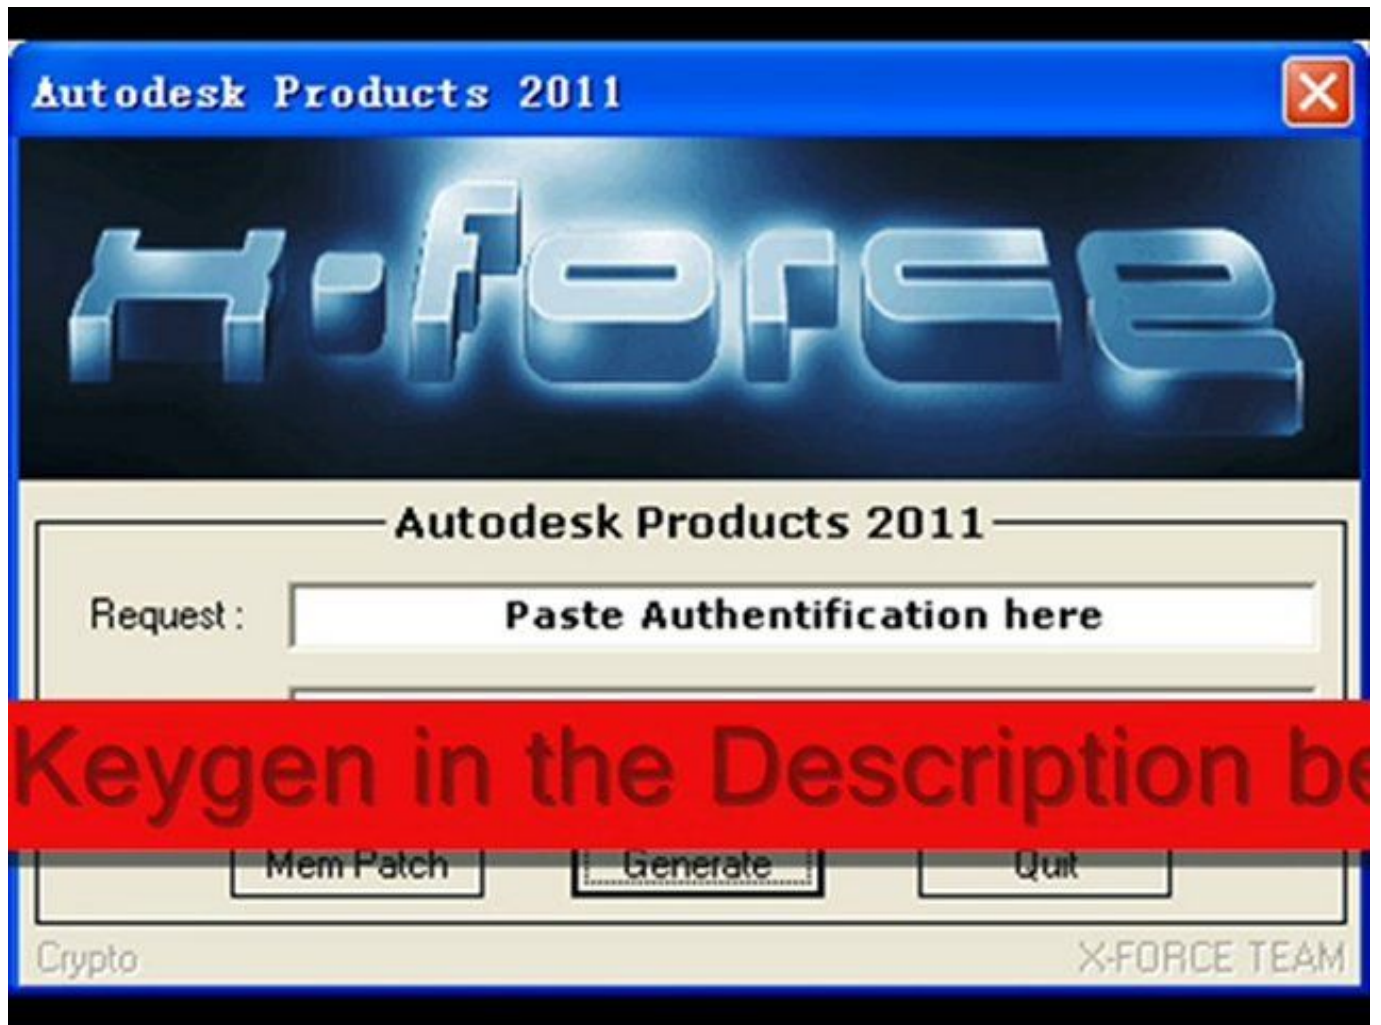 Autodesk Products 2011
X-force
Autodesk Products 2011
Request :
Paste Authentification here
Keygen in the Description be
Mem Patch
Generate
Quit
Crypto
X-FORCE TEAM